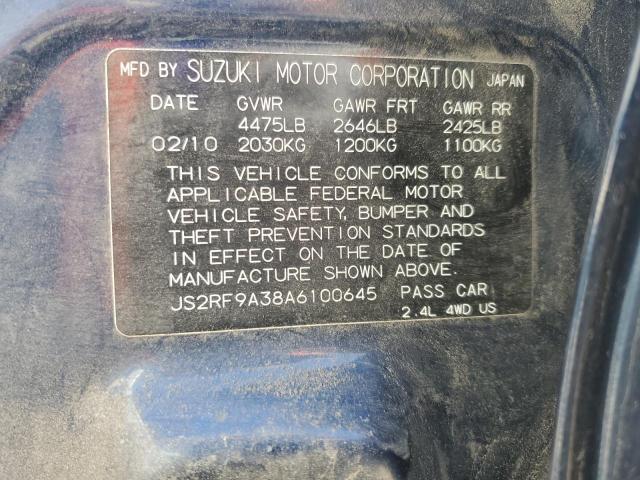 MFD BY SUZUKI MOTOR CORPORATION JAPAN
DATE GVWR GAWR FRT GAWR RR
4475LB 2646LB 2425LB
02/10 2030KG 1200KG 1100KG
THIS VEHICLE CONFORMS TO ALL
APPLICABLE FEDERAL MOTOR
VEHICLE SAFETY, BUMPER AND
THEFT PREVENTION STANDARDS
IN EFFECT ON THE DATE OF
MANUFACTURE SHOWN ABOVE.
JS2RF9A38A6100645 PASS CAR
2.4L 4WD US